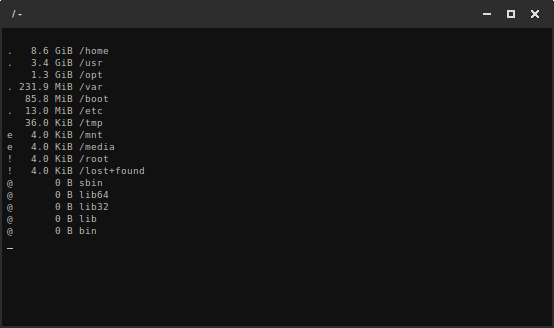 / -
.   8.6 GiB /home
.   3.4 GiB /usr
    1.3 GiB /opt
. 231.9 MiB /var
   85.8 MiB /boot
.  13.0 MiB /etc
   36.0 KiB /tmp
e   4.0 KiB /mnt
e   4.0 KiB /media
!   4.0 KiB /root
!   4.0 KiB /lost+found
@       0 B sbin
@       0 B lib64
@       0 B lib32
@       0 B lib
@       0 B bin
_